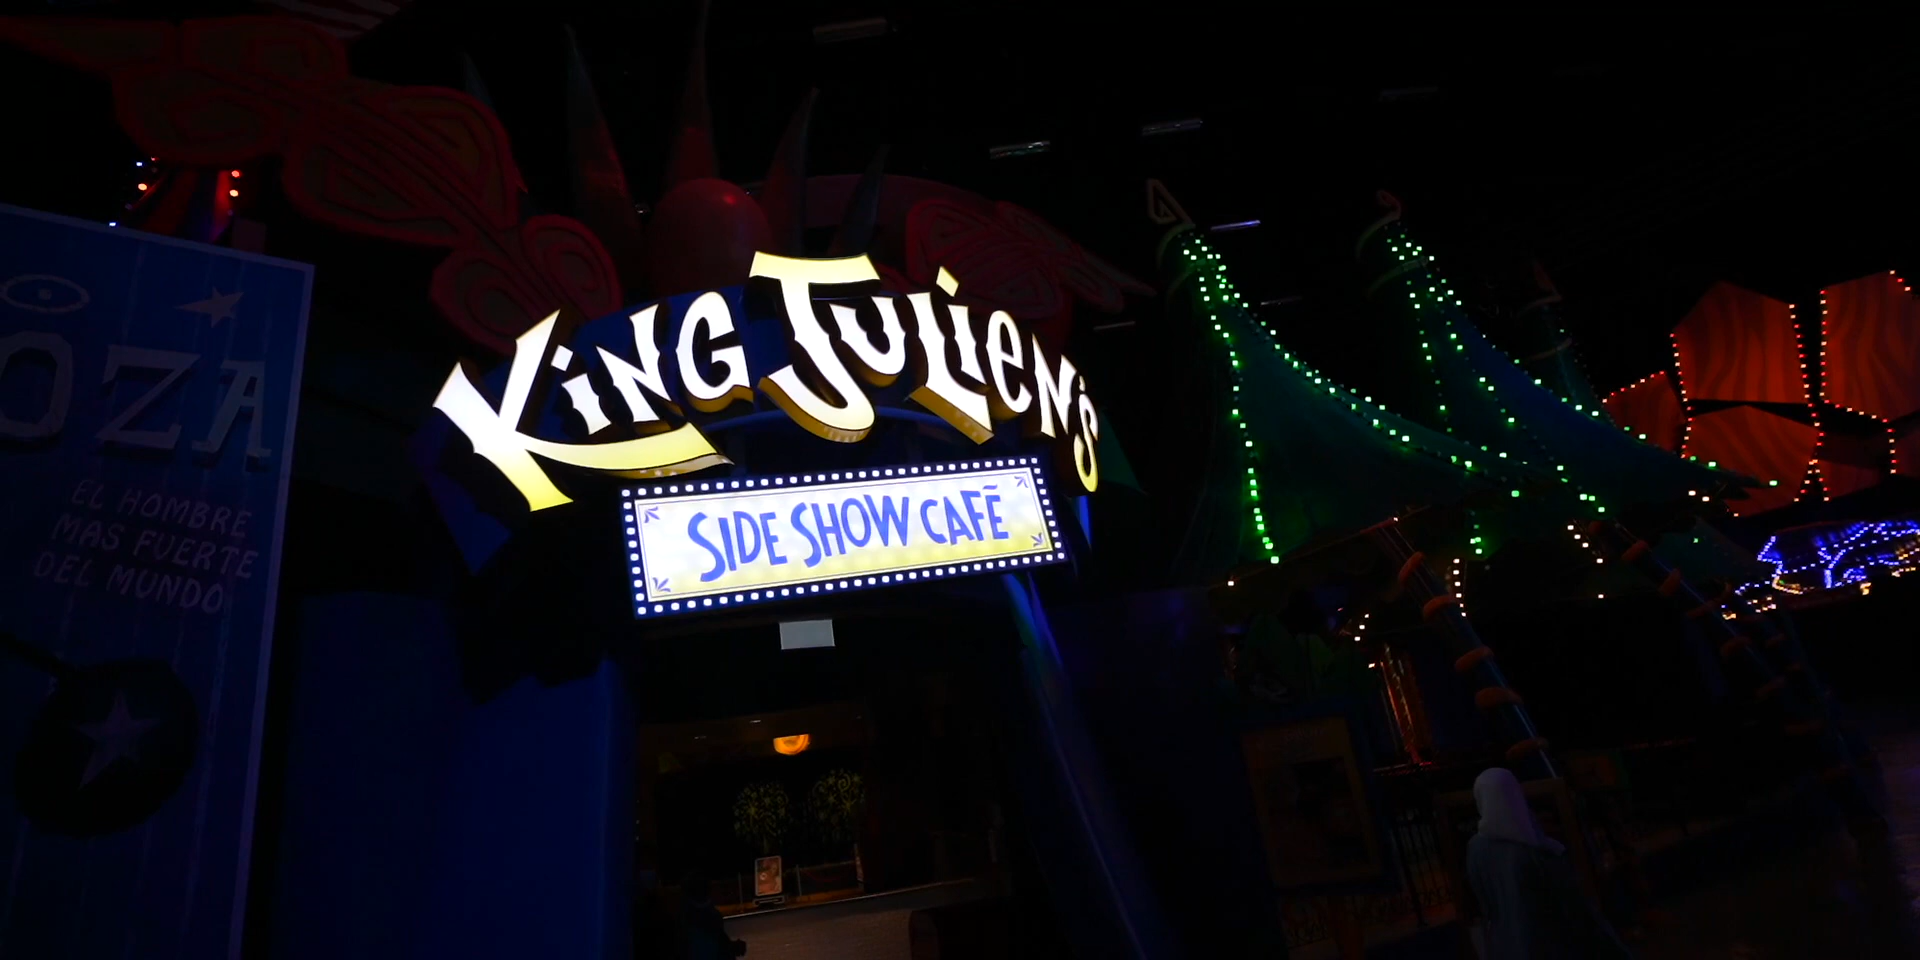 OZA
EL HOMBRE
MAS FUERTE
DEL MUNDO
KiNG JULiEN'S
SIDE SHOW CAFÉ